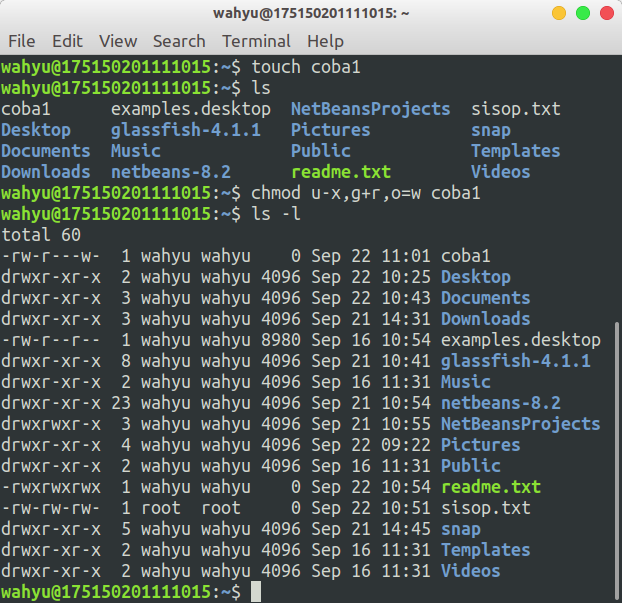 wahyu@175150201111015: ~
File Edit View Search Terminal Help
wahyu@175150201111015:~$ touch coba1
wahyu@175150201111015:~$ ls
coba1 examples.desktop NetBeansProjects sisop.txt
Desktop glassfish-4.1.1 Pictures snap
Documents Music Public Templates
Downloads netbeans-8.2 readme.txt Videos
wahyu@175150201111015:~$ chmod u-x,g+r,o=w coba1
wahyu@175150201111015:~$ ls -l
total 60
-rw-r---w- 1 wahyu wahyu 0 Sep 22 11:01 coba1
drwxr-xr-x 2 wahyu wahyu 4096 Sep 22 10:25 Desktop
drwxr-xr-x 3 wahyu wahyu 4096 Sep 22 10:43 Documents
drwxr-xr-x 3 wahyu wahyu 4096 Sep 21 14:31 Downloads
-rw-r--r-- 1 wahyu wahyu 8980 Sep 16 10:54 examples.desktop
drwxr-xr-x 8 wahyu wahyu 4096 Sep 21 10:41 glassfish-4.1.1
drwxr-xr-x 2 wahyu wahyu 4096 Sep 16 11:31 Music
drwxr-xr-x 23 wahyu wahyu 4096 Sep 21 10:54 netbeans-8.2
drwxrwxr-x 3 wahyu wahyu 4096 Sep 21 10:55 NetBeansProjects
drwxr-xr-x 4 wahyu wahyu 4096 Sep 22 09:22 Pictures
drwxr-xr-x 2 wahyu wahyu 4096 Sep 16 11:31 Public
-rwxrwxrwx 1 wahyu wahyu 0 Sep 22 10:54 readme.txt
-rw-rw-rw- 1 root root 0 Sep 22 10:51 sisop.txt
drwxr-xr-x 5 wahyu wahyu 4096 Sep 21 14:45 snap
drwxr-xr-x 2 wahyu wahyu 4096 Sep 16 11:31 Templates
drwxr-xr-x 2 wahyu wahyu 4096 Sep 16 11:31 Videos
wahyu@175150201111015:~$